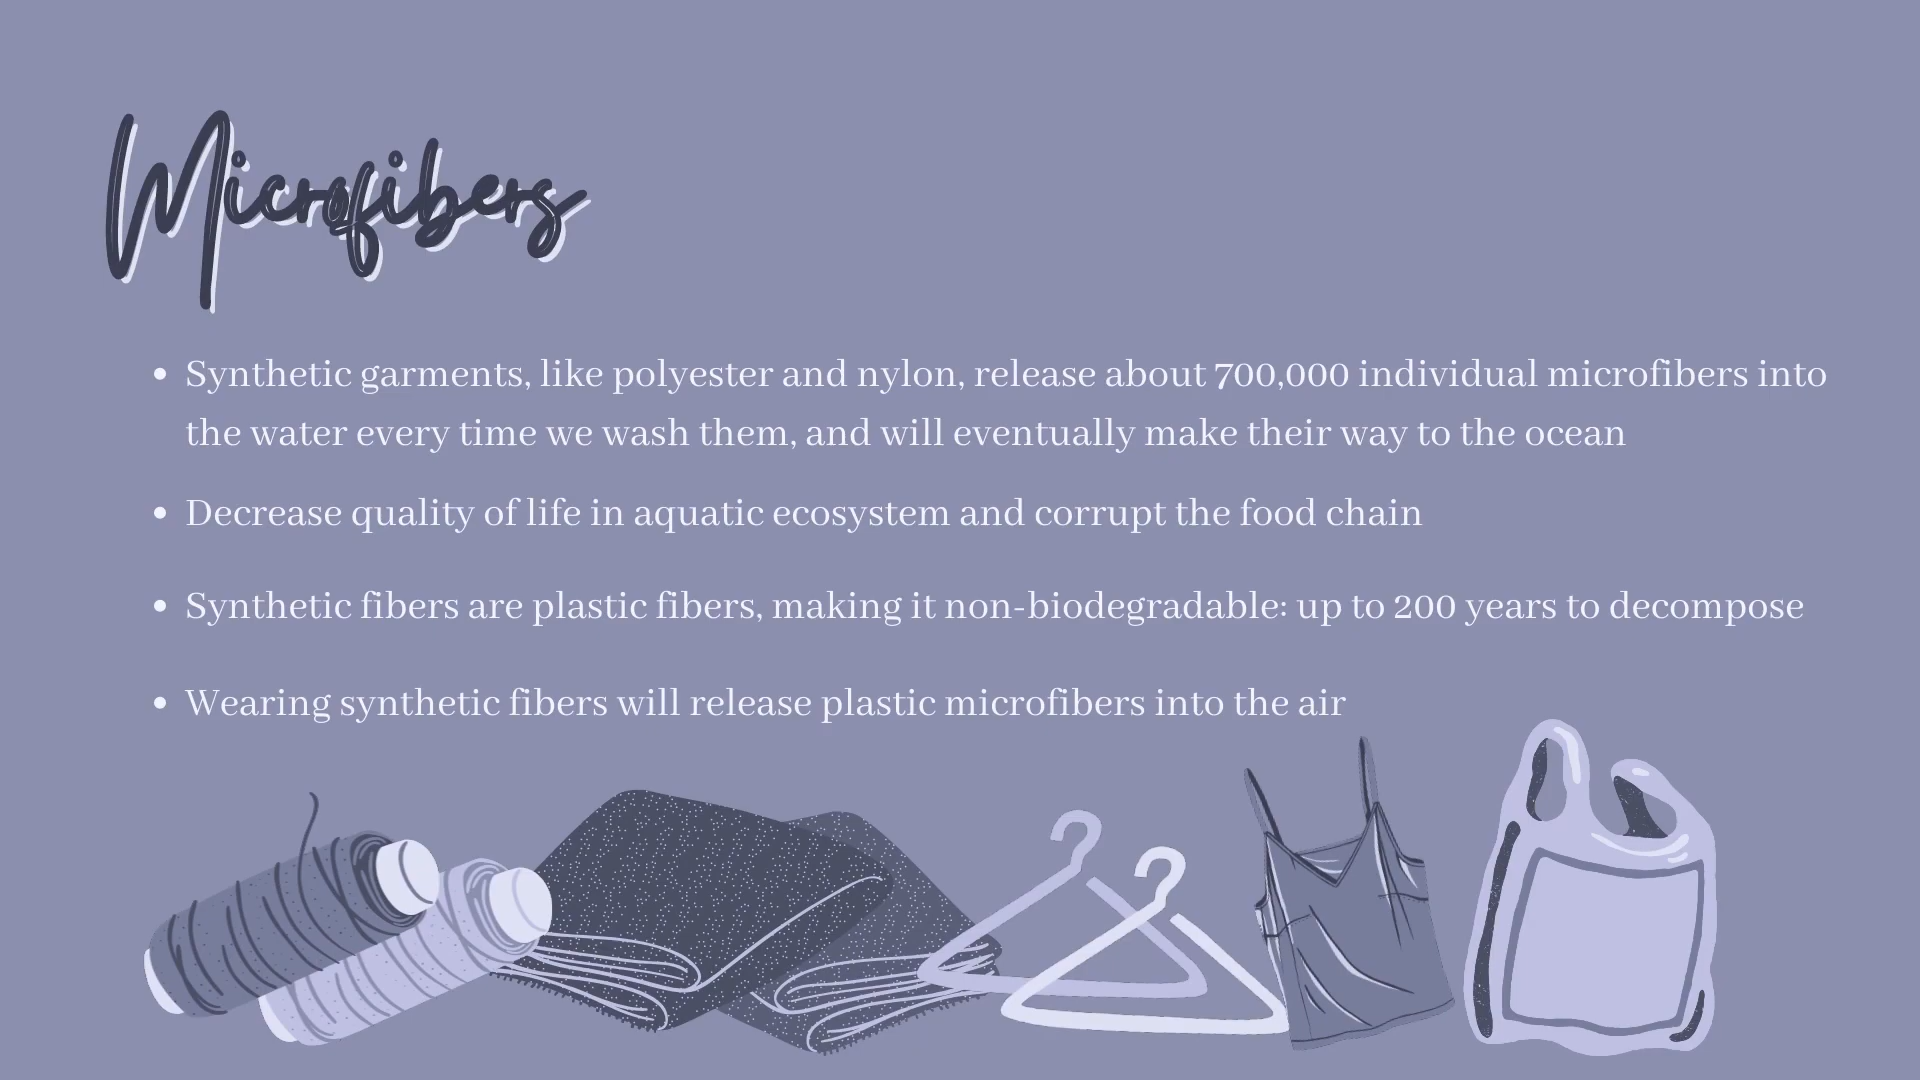 Microfibers
• Synthetic garments, like polyester and nylon, release about 700,000 individual microfibers into
the water every time we wash them, and will eventually make their way to the ocean
• Decrease quality of life in aquatic ecosystem and corrupt the food chain
• Synthetic fibers are plastic fibers, making it non-biodegradable: up to 200 years to decompose
• Wearing synthetic fibers will release plastic microfibers into the air